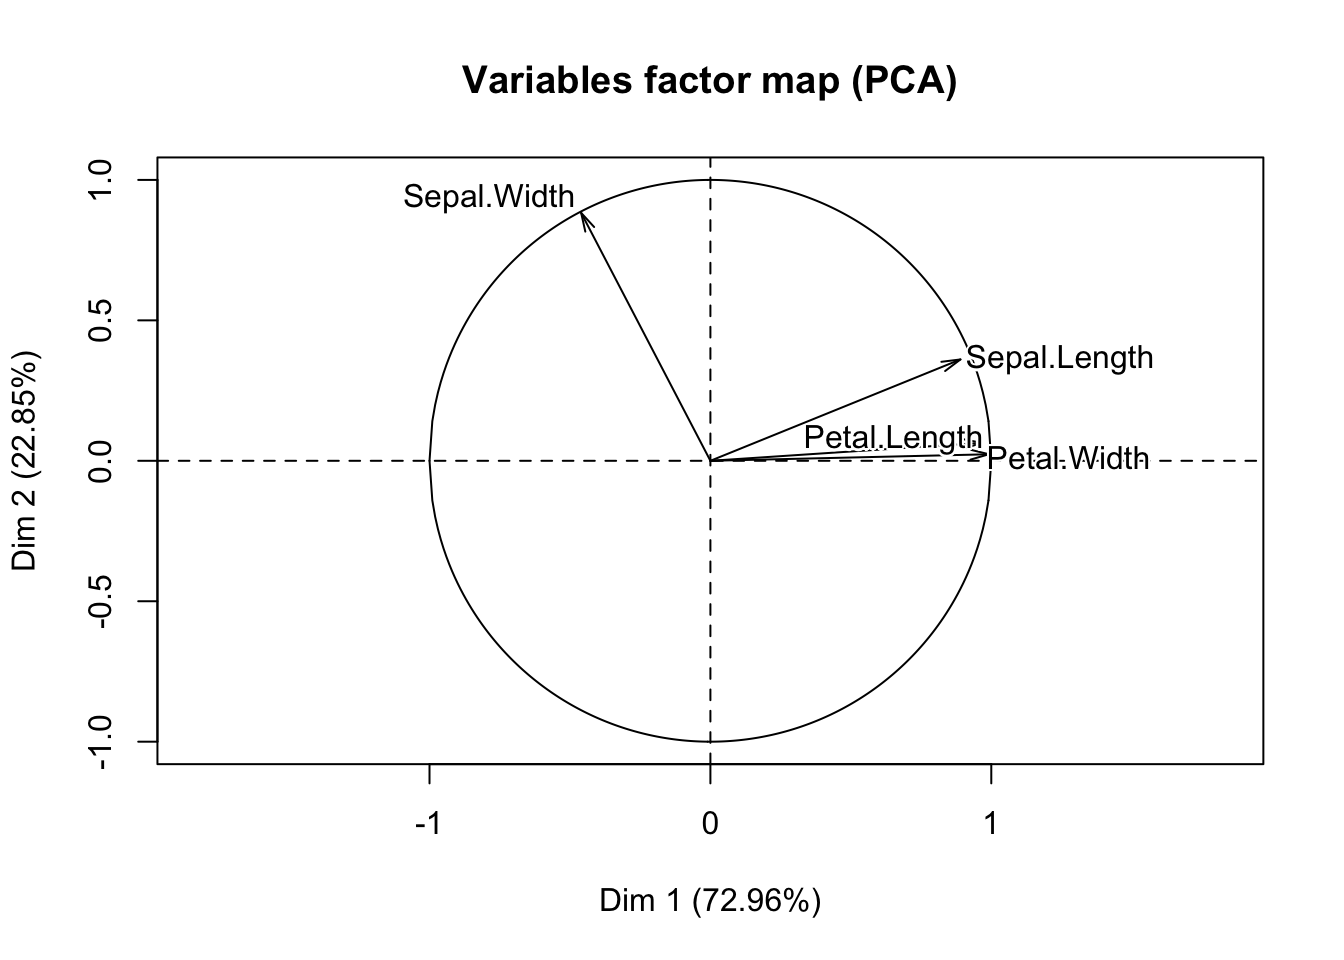 Variables factor map (PCA)
Sepal.Width
Sepal.Length
Petal.Length
Petal.Width
1.0
0.5
0.0
-0.5
-1.0
Dim 2 (22.85%)
-1
0
1
Dim 1 (72.96%)